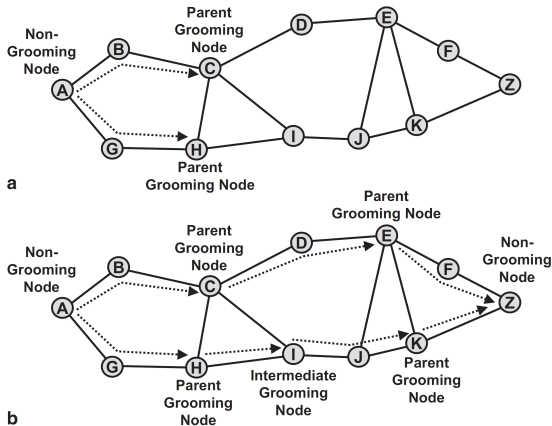 Non-
Grooming
Node
Parent
Grooming
Node
A
B
C
D
E
F
Z
G
H
I
J
K
Parent
Grooming Node
a
Parent
Grooming Node
Non-
Grooming
Node
Parent
Grooming
Node
Non-
Grooming
Node
A
B
C
D
E
F
Z
G
H
I
J
K
Parent
Grooming
Node
Intermediate
Grooming
Node
Parent
Grooming
Node
b